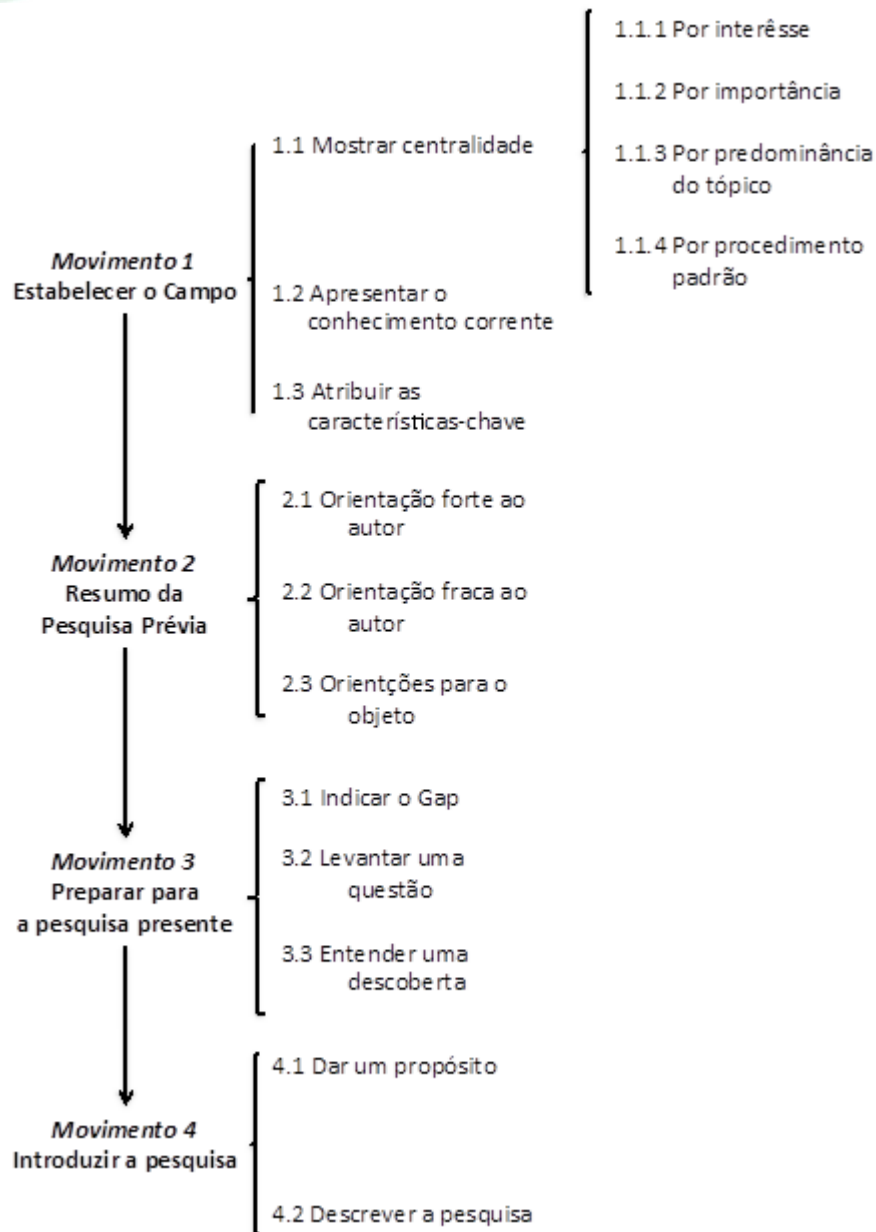 1.1.1 Por interêsse
1.1.2 Por importância
1.1.3 Por predominância
do tópico
1.1.4 Por procedimento
padrão
1.1 Mostrar centralidade
Movimento 1
Estabelecer o Campo
1.2 Apresentar o
conhecimento corrente
1.3 Atribuir as
características-chave
Movimento 2
Resumo da
Pesquisa Prévia
2.1 Orientação forte ao
autor
2.2 Orientação fraca ao
autor
2.3 Orientções para o
objeto
Movimento 3
Preparar para
a pesquisa presente
3.1 Indicar o Gap
3.2 Levantar uma
questão
3.3 Entender uma
descoberta
Movimento 4
Introduzir a pesquisa
4.1 Dar um propósito
4.2 Descrever a pesquisa